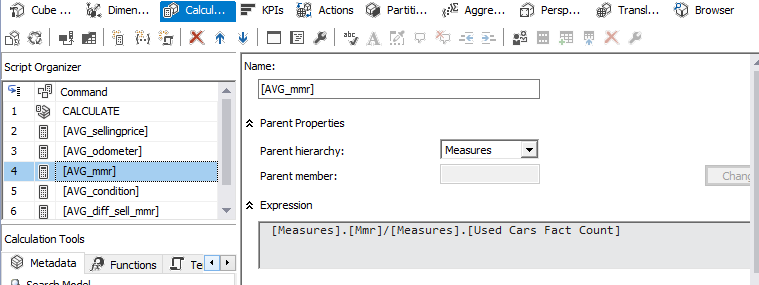 Cube ... Dimen... Calcul... KPIs Actions Partiti... Aggre... Persp... Transl... Browser
Script Organizer
Command
1 CALCULATE
2 [AVG_sellingprice]
3 [AVG_odometer]
4 [AVG_mmr]
5 [AVG_condition]
6 [AVG_diff_sell_mmr]
Calculation Tools
Metadata Functions Te
Search Model
Name:
[AVG_mmr]
Parent Properties
Parent hierarchy: Measures
Parent member: Chang
Expression
[Measures].[Mmr]/[Measures].[Used Cars Fact Count]